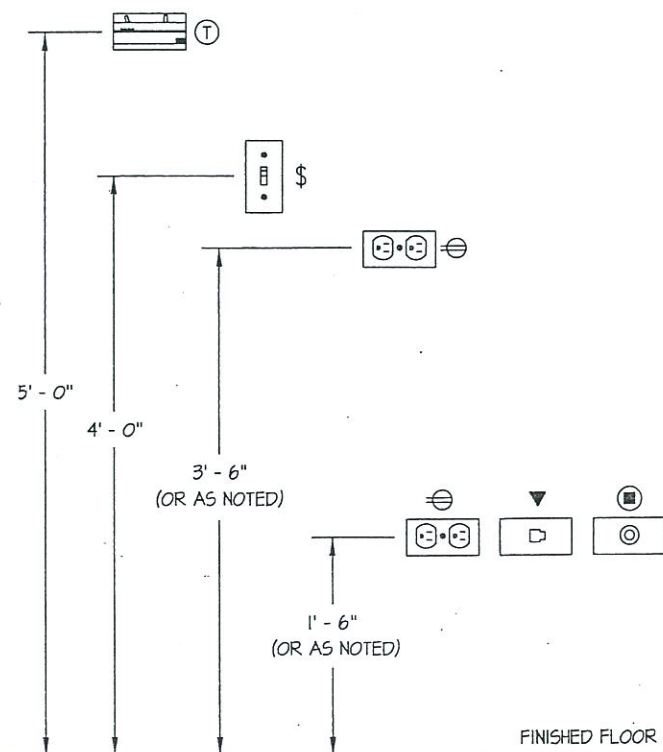 T
$
5' - 0"
4' - 0"
3' - 6"
(OR AS NOTED)
1' - 6"
(OR AS NOTED)
FINISHED FLOOR